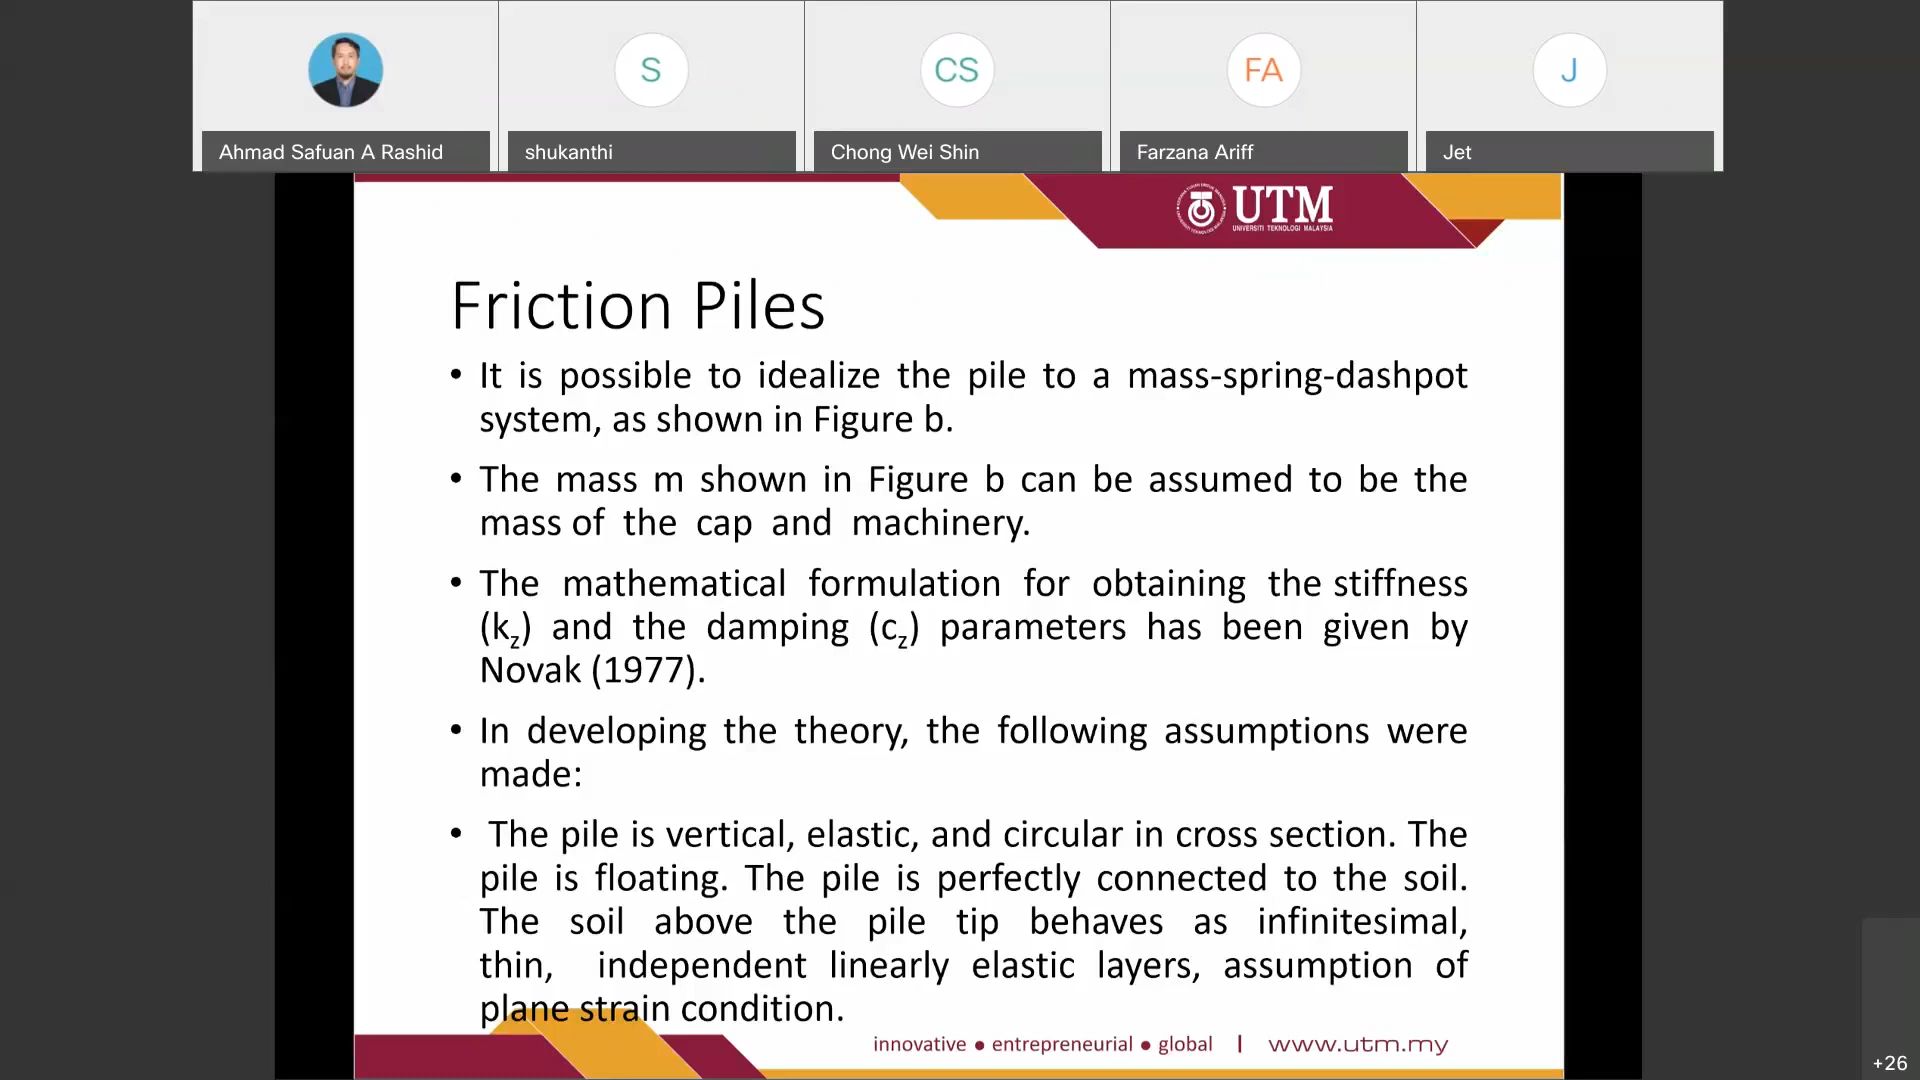 S
CS
FA
J
Ahmad Safuan A Rashid
shukanthi
Chong Wei Shin
Farzana Ariff
Jet
UTM
UNIVERSITI TEKNOLOGI MALAYSIA
Friction Piles
• It is possible to idealize the pile to a mass-spring-dashpot
system, as shown in Figure b.
• The mass m shown in Figure b can be assumed to be the
mass of the cap and machinery.
• The mathematical formulation for obtaining the stiffness
(kz) and the damping (cz) parameters has been given by
Novak (1977).
• In developing the theory, the following assumptions were
made:
• The pile is vertical, elastic, and circular in cross section. The
pile is floating. The pile is perfectly connected to the soil.
The soil above the pile tip behaves as infinitesimal,
thin, independent linearly elastic layers, assumption of
plane strain condition.
innovative ● entrepreneurial ● global | www.utm.my
+26